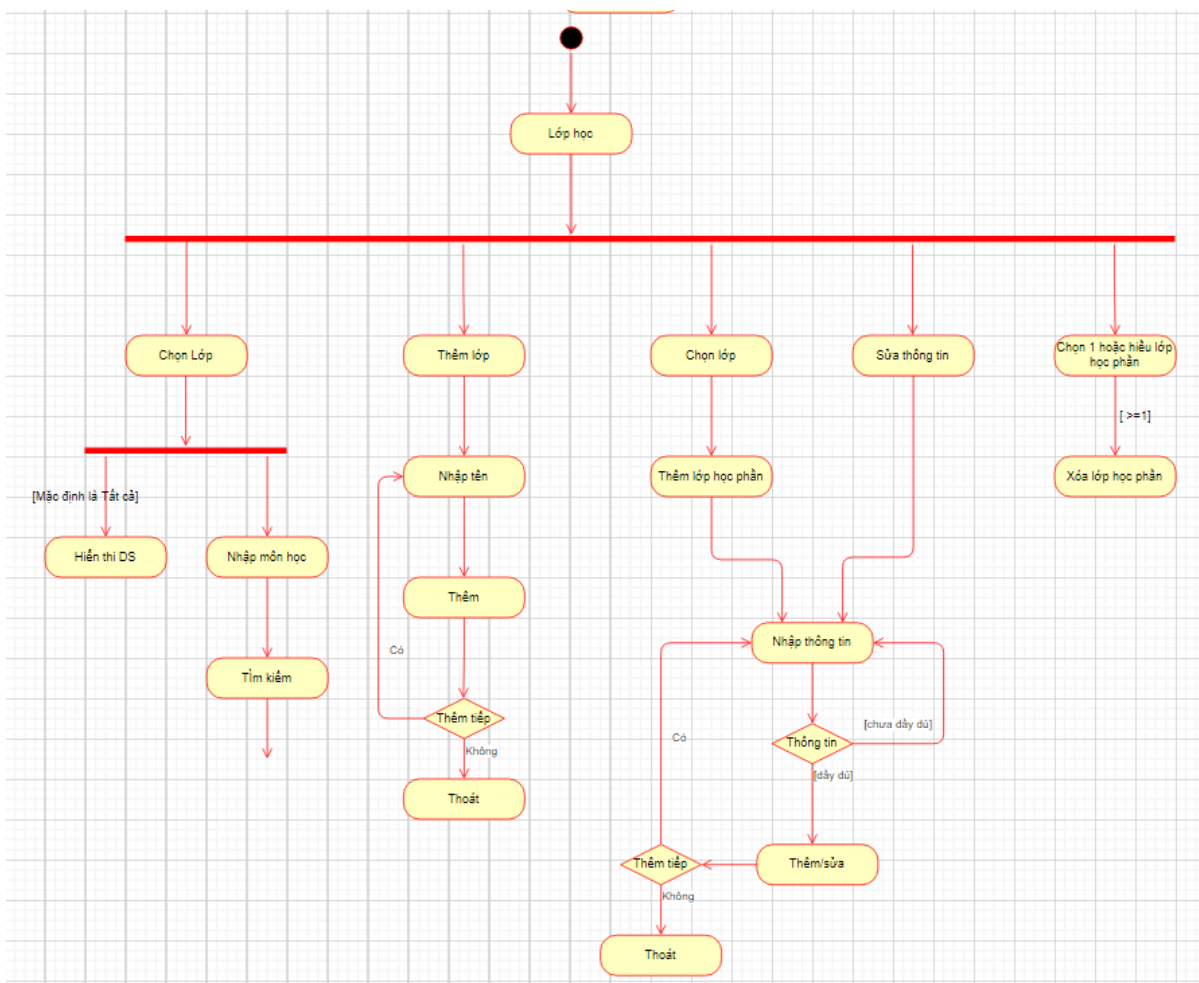 Lớp học
Chọn Lớp
Thêm lớp
Chọn lớp
Sửa thông tin
Chọn 1 hoặc hiều lớp
học phần
[ >=1]
Nhập tên
Thêm lớp học phần
Xóa lớp học phần
[Mặc định là Tất cả]
Hiển thi DS
Nhập môn học
Thêm
Có
Nhập thông tin
TÌm kiếm
Thêm tiếp
[chưa đầy đủ]
Có
Thông tin
Không
[đầy đủ]
Thoát
Thêm tiếp
Thêm/sửa
Không
Thoát